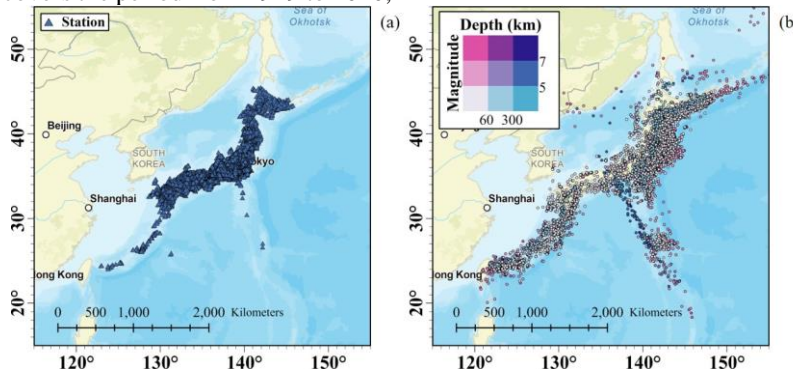 Sea of
Okhotsk
Station
(a)
50°
40°
30°
20°
Beijing
SOUTH
KOREA
okyo
Shanghai
ong Kong
0 500 1,000 2,000 Kilometers
120° 130° 140° 150°
Sea of
Okhotsk
Depth (km)
Magnitude
7
5
60 300
(b
50°
40°
30°
20°
SOUTH
KOREA
Shanghai
ong Kong
0 500 1,000 2,000 Kilometers
120° 130° 140° 150°